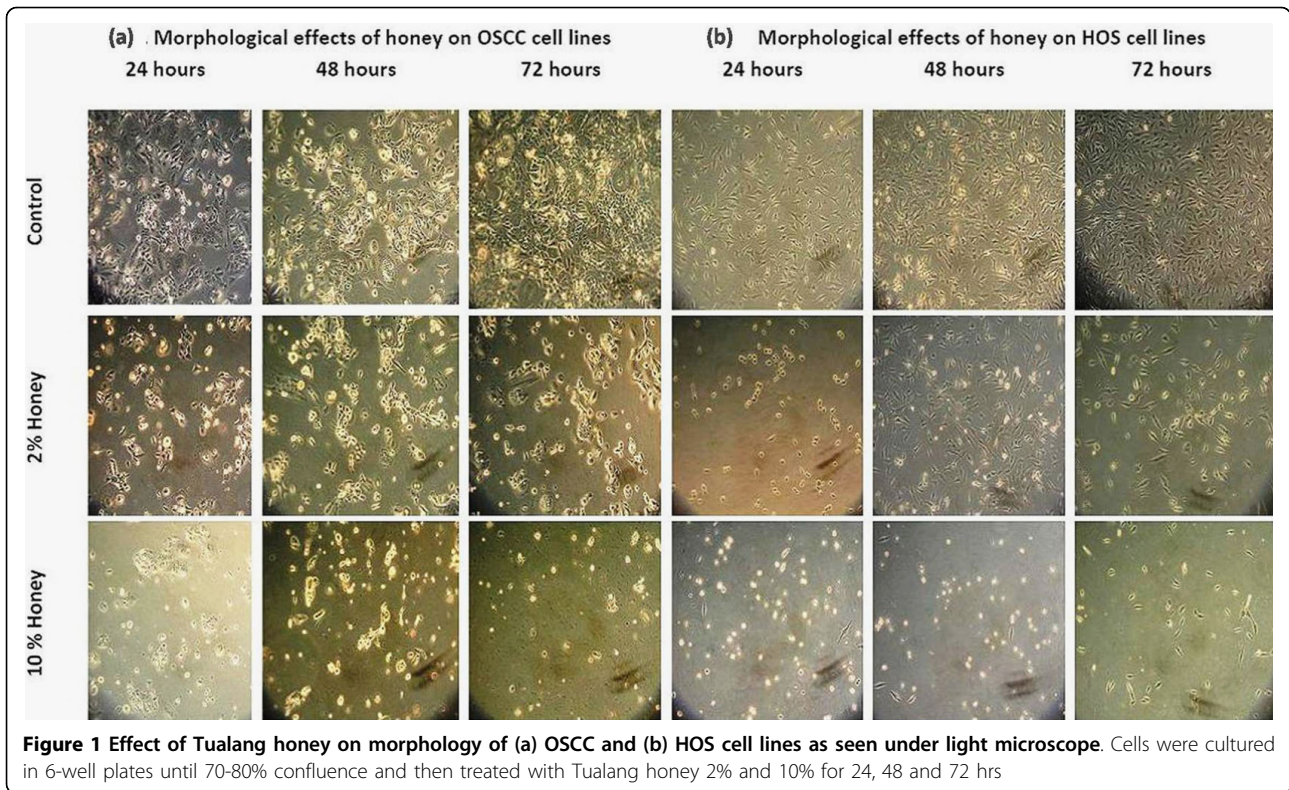 (a) . Morphological effects of honey on OSCC cell lines
(b) Morphological effects of honey on HOS cell lines
24 hours 48 hours 72 hours 24 hours 48 hours 72 hours
Control
2% Honey
10 % Honey
Figure 1 Effect of Tualang honey on morphology of (a) OSCC and (b) HOS cell lines as seen under light microscope. Cells were cultured
in 6-well plates until 70-80% confluence and then treated with Tualang honey 2% and 10% for 24, 48 and 72 hrs